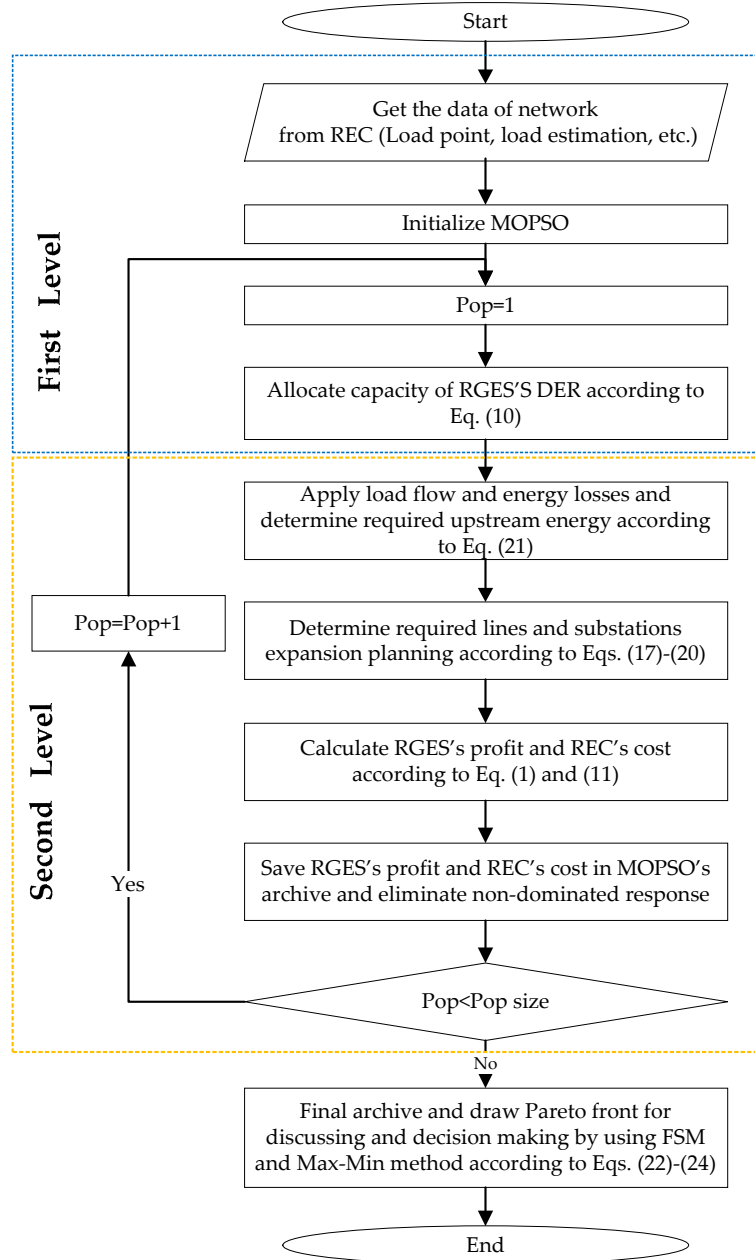 Start
Get the data of network
from REC (Load point, load estimation, etc.)
Initialize MOPSO
Pop=1
Allocate capacity of RGES'S DER according to
Eq. (10)
First Level
Apply load flow and energy losses and
determine required upstream energy according
to Eq. (21)
Pop=Pop+1
Determine required lines and substations
expansion planning according to Eqs. (17)-(20)
Calculate RGES's profit and REC's cost
according to Eq. (1) and (11)
Second Level
Save RGES's profit and REC's cost in MOPSO's
archive and eliminate non-dominated response
Yes
Pop<Pop size
No
Final archive and draw Pareto front for
discussing and decision making by using FSM
and Max-Min method according to Eqs. (22)-(24)
End